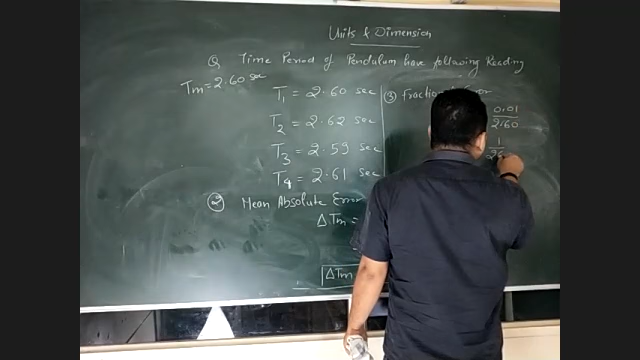 Units & Dimension
Q Time Period of Pendulum have following Reading
Tm = 2.60 sec
T1 = 2.60 sec
T2 = 2.62 sec
T3 = 2.59 sec
T4 = 2.61 sec
② Mean Absolute Error
ΔTm =
ΔTm
③
0.01
2.60
1